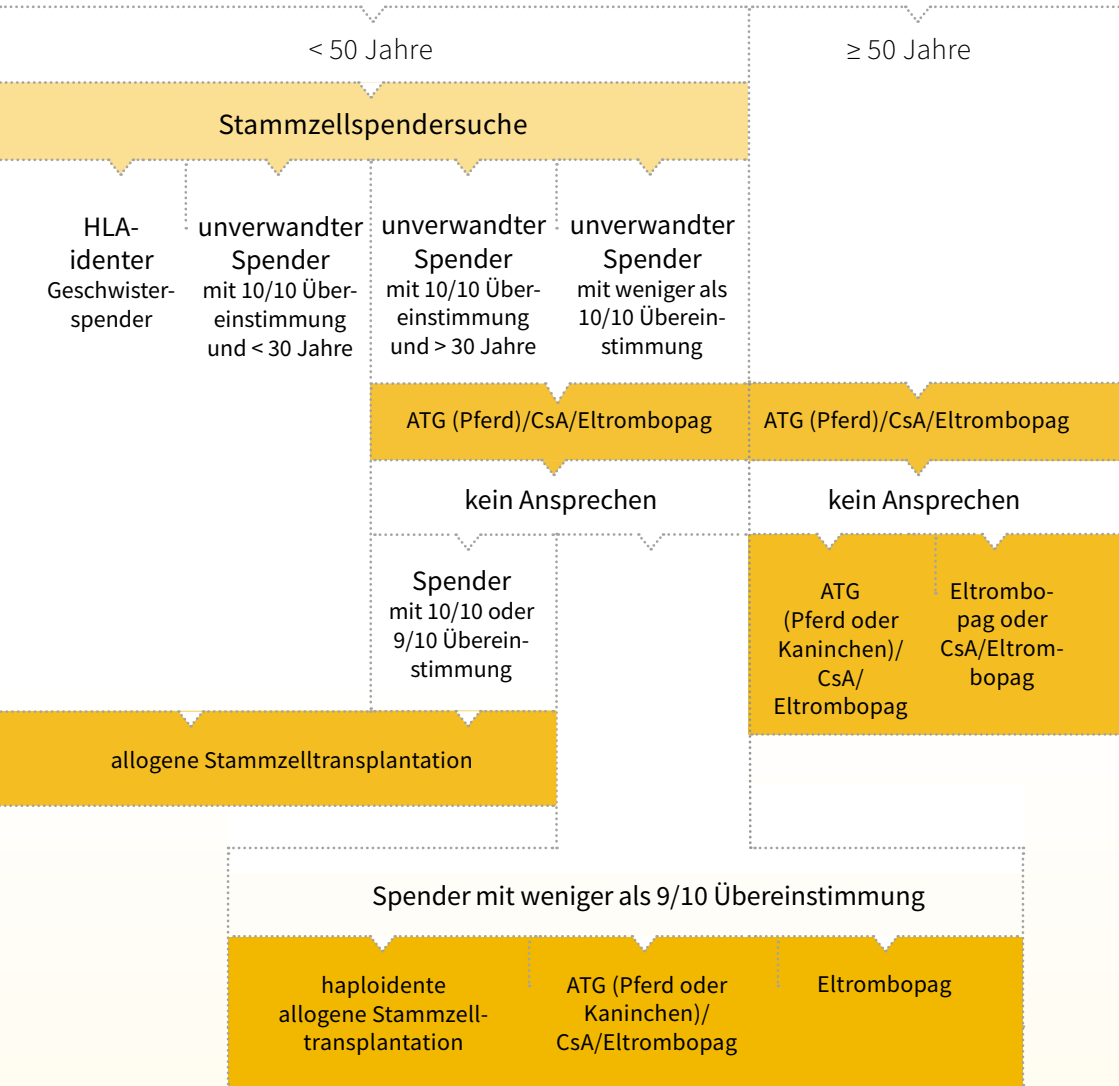 < 50 Jahre
≥ 50 Jahre
Stammzellspendersuche
HLA-
identer
Geschwister-
spender
unverwandter
Spender
mit 10/10 Über-
einstimmung
und < 30 Jahre
unverwandter
Spender
mit 10/10 Über-
einstimmung
und > 30 Jahre
unverwandter
Spender
mit weniger als
10/10 Überein-
stimmung
ATG (Pferd)/CsA/Eltrombopag
ATG (Pferd)/CsA/Eltrombopag
kein Ansprechen
kein Ansprechen
Spender
mit 10/10 oder
9/10 Überein-
stimmung
ATG
(Pferd oder
Kaninchen)/
CsA/
Eltrombopag
Eltrombo-
pag oder
CsA/Eltrom-
bopag
allogene Stammzelltransplantation
Spender mit weniger als 9/10 Übereinstimmung
haploidente
allogene Stammzell-
transplantation
ATG (Pferd oder
Kaninchen)/
CsA/Eltrombopag
Eltrombopag